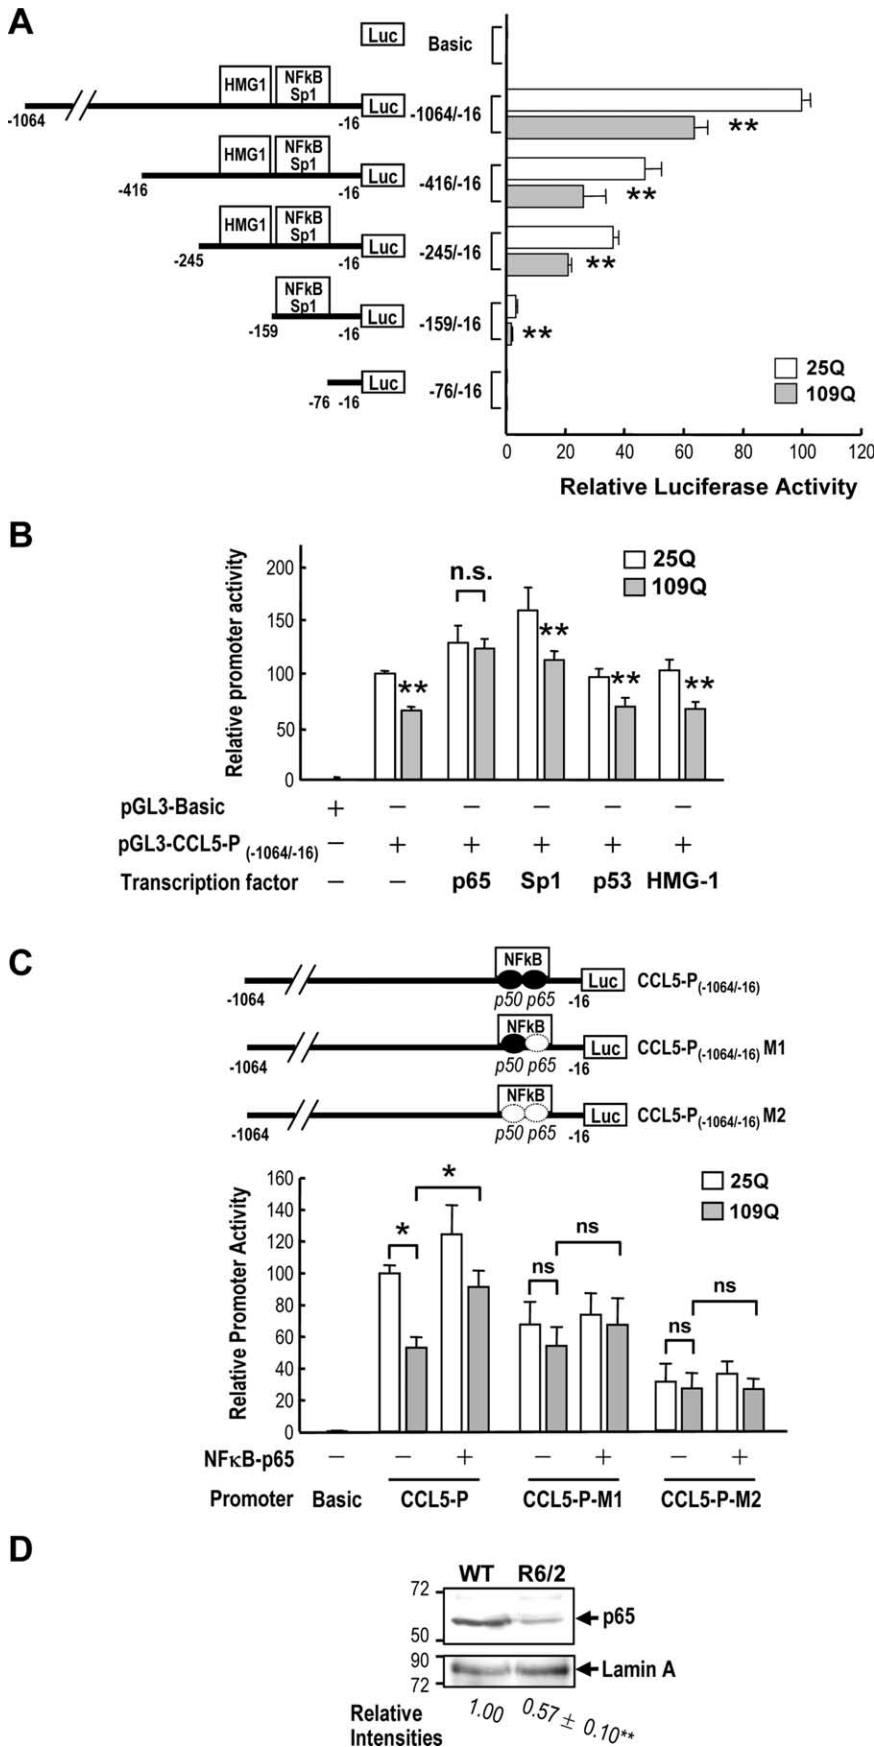 A
Luc
Basic
HMG1
NFkB
Sp1
Luc
-1064
-16
-1064/-16
**
HMG1
NFkB
Sp1
Luc
-416
-16
-416/-16
**
HMG1
NFkB
Sp1
Luc
-245
-16
-245/-16
**
NFkB
Sp1
Luc
-159
-16
-159/-16
**
Luc
-76 -16
-76/-16
25Q
109Q
0 20 40 60 80 100 120
Relative Luciferase Activity
B
Relative promoter activity
200
150
100
50
0
25Q
109Q
n.s.
**
**
**
**
pGL3-Basic + − − − − −
pGL3-CCL5-P (-1064/-16) − + + + + +
Transcription factor − − p65 Sp1 p53 HMG-1
C
NFkB
Luc
CCL5-P(-1064/-16)
-1064
p50 p65
-16
NFkB
Luc
CCL5-P(-1064/-16) M1
-1064
p50 p65
-16
NFkB
Luc
CCL5-P(-1064/-16) M2
-1064
p50 p65
-16
Relative Promoter Activity
160
140
120
100
80
60
40
20
0
25Q
109Q
*
*
ns
ns
ns
ns
NFκB-p65 − − + − + − +
Promoter Basic CCL5-P CCL5-P-M1 CCL5-P-M2
D
WT R6/2
72
50
p65
90
72
Lamin A
Relative
Intensities
1.00 0.57 ± 0.10**